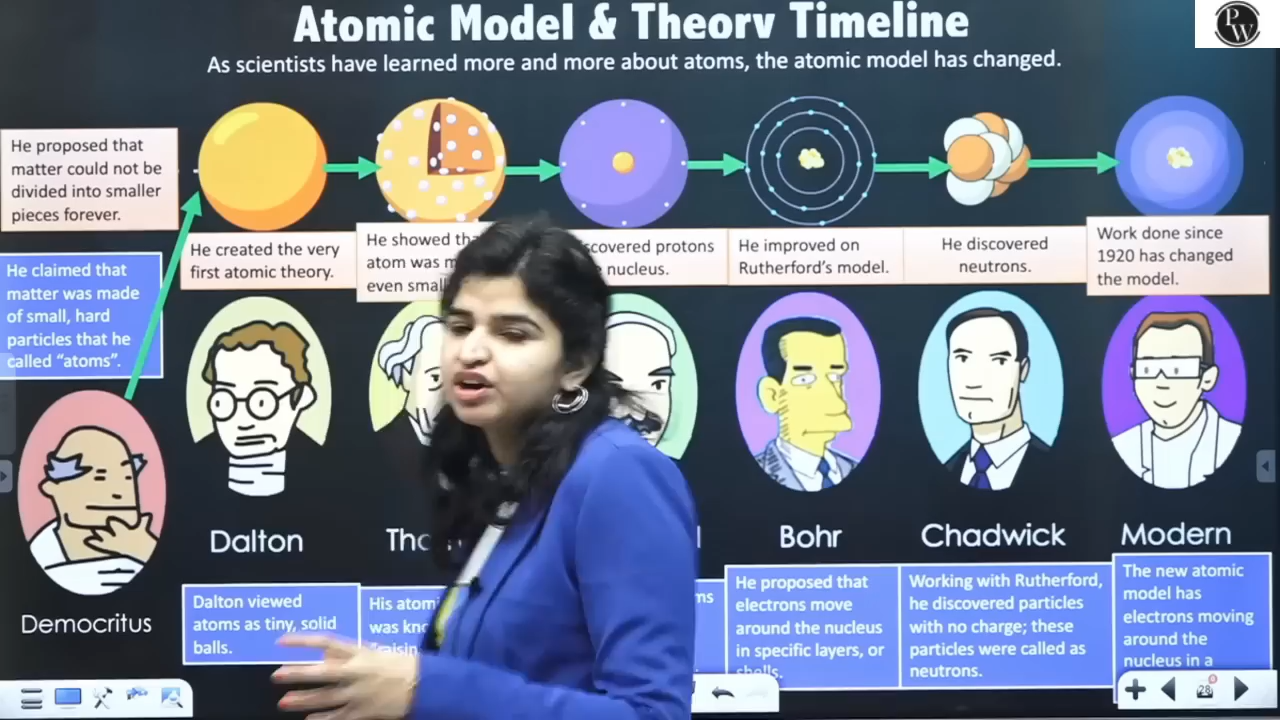 Atomic Model & Theory Timeline
As scientists have learned more and more about atoms, the atomic model has changed.
PW
He proposed that
matter could not be
divided into smaller
pieces forever.
He claimed that
matter was made
of small, hard
particles that he
called “atoms”.
Democritus
He created the very
first atomic theory.
Dalton
Dalton viewed
atoms as tiny, solid
balls.
He showed
atom was
even
His
was
protons
nucleus.
He improved on
Rutherford’s model.
Bohr
He proposed that
electrons move
around the nucleus
in specific layers, or
shells.
He discovered
neutrons.
Chadwick
Working with Rutherford,
he discovered particles
with no charge; these
particles were called as
neutrons.
Work done since
1920 has changed
the model.
Modern
The new atomic
model has
electrons moving
around the
nucleus in a
28